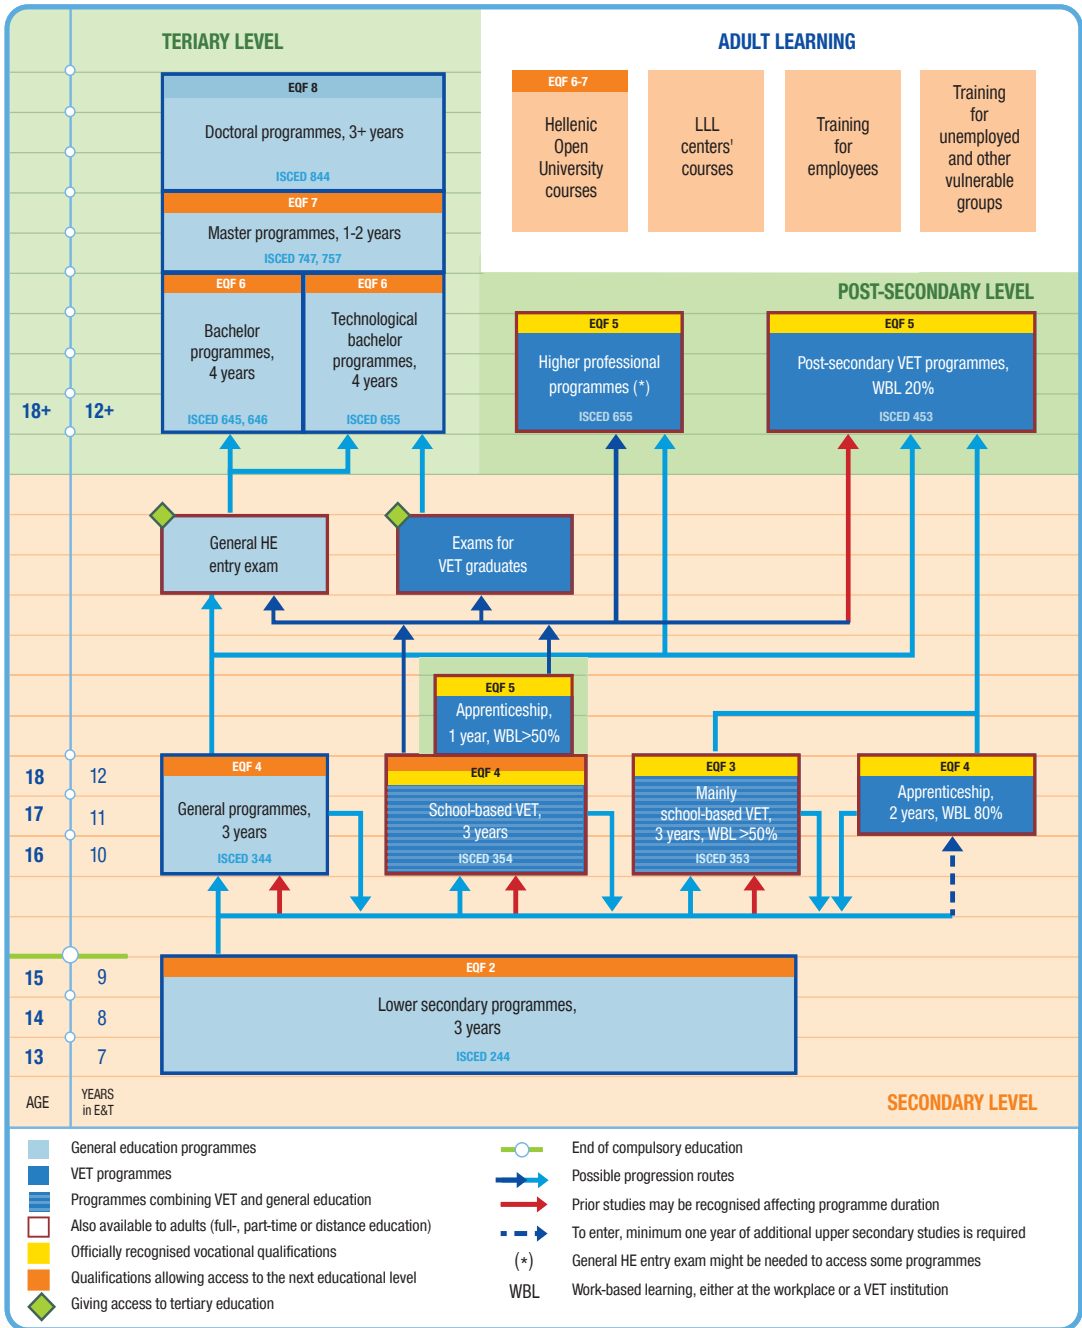 TERIARY LEVEL
ADULT LEARNING
EQF 8
Doctoral programmes, 3+ years
ISCED 844
EQF 7
Master programmes, 1-2 years
ISCED 747, 757
EQF 6
Bachelor
programmes,
4 years
ISCED 645, 646
EQF 6
Technological
bachelor
programmes,
4 years
ISCED 655
EQF 6-7
Hellenic
Open
University
courses
LLL
centers'
courses
Training
for
employees
Training
for
unemployed
and other
vulnerable
groups
POST-SECONDARY LEVEL
EQF 5
Higher professional
programmes (*)
ISCED 655
EQF 5
Post-secondary VET programmes,
WBL 20%
ISCED 453
18+ 12+
General HE
entry exam
Exams for
VET graduates
EQF 5
Apprenticeship,
1 year, WBL>50%
18 12
17 11
16 10
EQF 4
General programmes,
3 years
ISCED 344
EQF 4
School-based VET,
3 years
ISCED 354
EQF 3
Mainly
school-based VET,
3 years, WBL >50%
ISCED 353
EQF 4
Apprenticeship,
2 years, WBL 80%
15 9
14 8
13 7
EQF 2
Lower secondary programmes,
3 years
ISCED 244
AGE
YEARS
in E&T
SECONDARY LEVEL
General education programmes
VET programmes
Programmes combining VET and general education
Also available to adults (full-, part-time or distance education)
Officially recognised vocational qualifications
Qualifications allowing access to the next educational level
Giving access to tertiary education
End of compulsory education
Possible progression routes
Prior studies may be recognised affecting programme duration
To enter, minimum one year of additional upper secondary studies is required
(*) General HE entry exam might be needed to access some programmes
WBL Work-based learning, either at the workplace or a VET institution